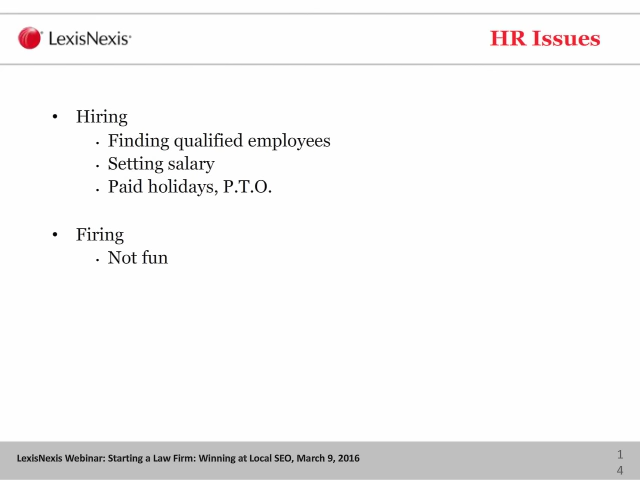 LexisNexis®
HR Issues
• Hiring
• Finding qualified employees
• Setting salary
• Paid holidays, P.T.O.
• Firing
• Not fun
LexisNexis Webinar: Starting a Law Firm: Winning at Local SEO, March 9, 2016
1
4